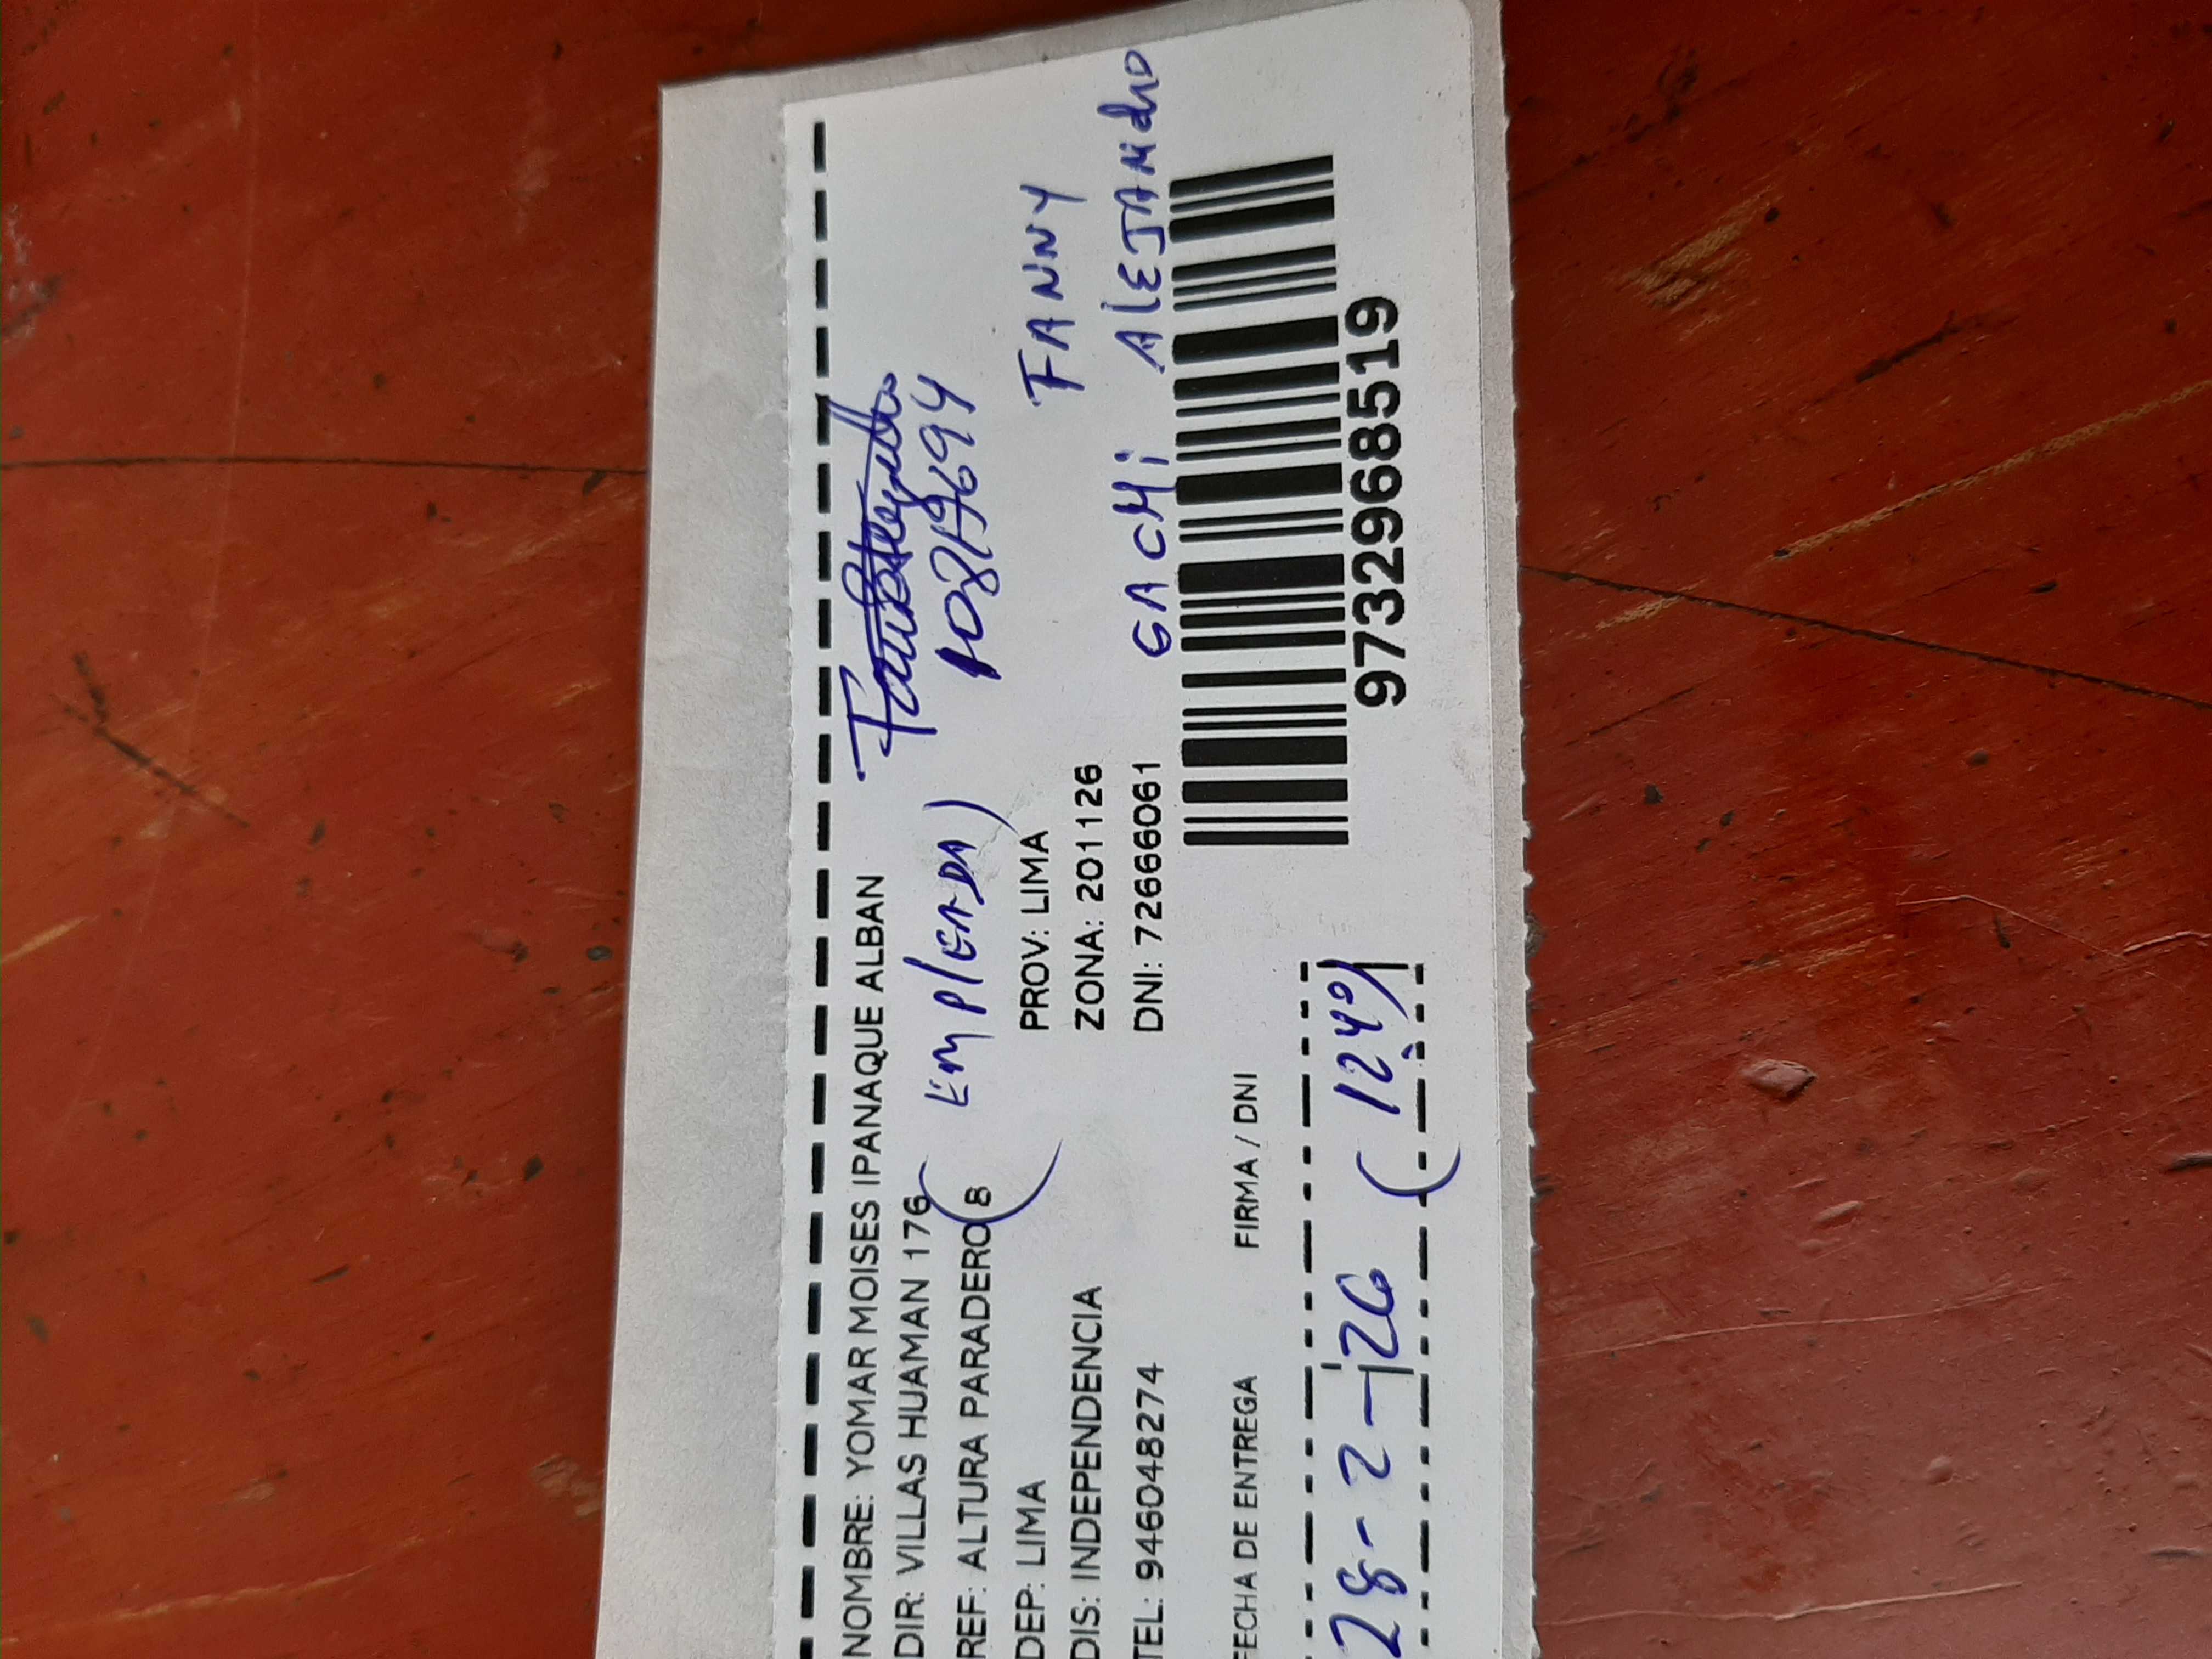 NOMBRE: YOMAR MOISES IPANAQUE ALBAN
DIR: VILLAS HUAMAN 176
REF: ALTURA PARADERO 8
(EMPLEADA)
DEP: LIMA PROV: LIMA
FANNY
DIS: INDEPENDENCIA ZONA: 201126
TEL: 946048274 DNI: 72666061
GACHi AlEJANdRO
FECHA DE ENTREGA FIRMA / DNI
28-2-26 (12:40)
9732968519